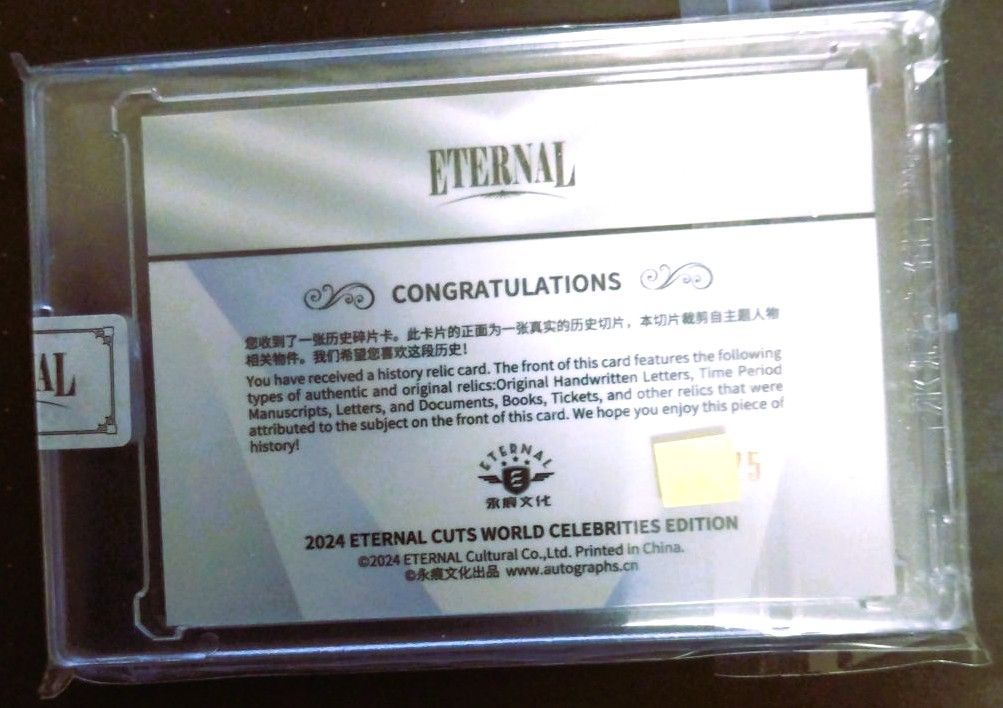 ETERNAL
CONGRATULATIONS
您收到了一张历史碎片卡。此卡片的正面为一张真实的历史切片，本切片裁剪自主题人物
相关物件。我们希望您喜欢这段历史！
You have received a history relic card. The front of this card features the following
types of authentic and original relics:Original Handwritten Letters, Time Period
Manuscripts, Letters, and Documents, Books, Tickets, and other relics that were
attributed to the subject on the front of this card. We hope you enjoy this piece of
history!
AL
ETERNAL
永痕文化
25
2024 ETERNAL CUTS WORLD CELEBRITIES EDITION
©2024 ETERNAL Cultural Co.,Ltd. Printed in China.
©永痕文化出品 www.autographs.cn